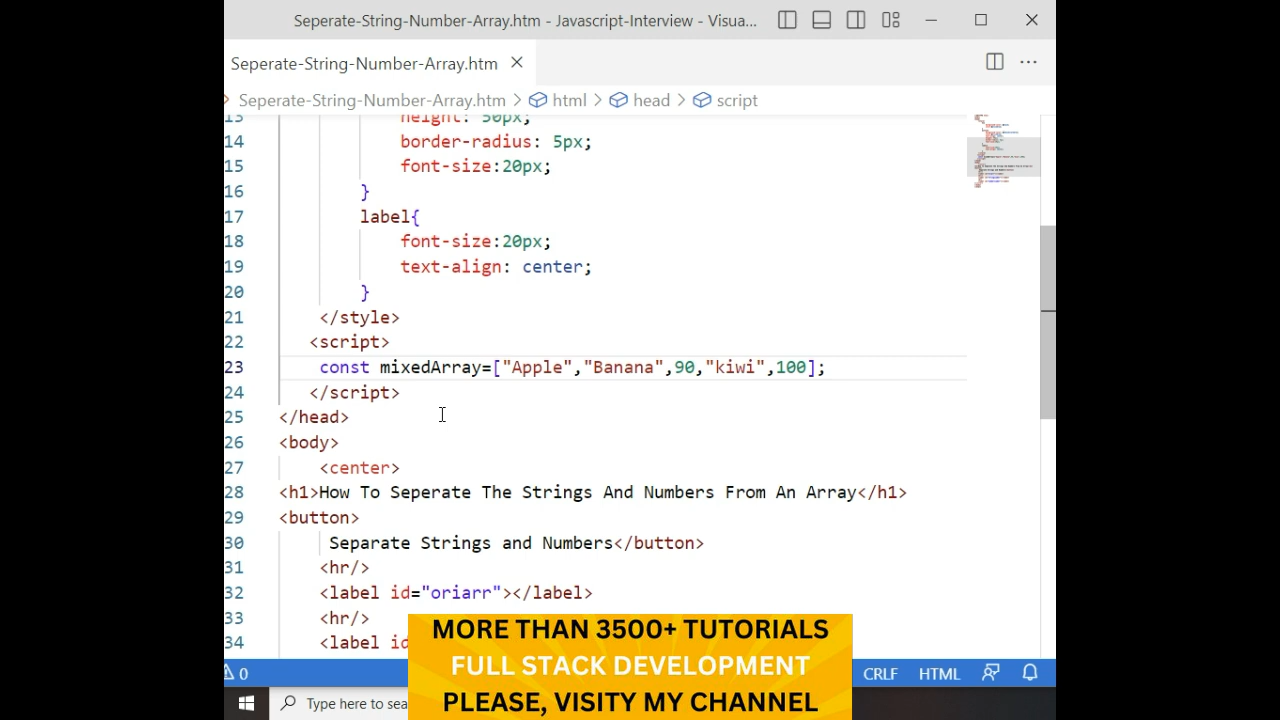 Seperate-String-Number-Array.htm - Javascript-Interview - Visua...
Seperate-String-Number-Array.htm
Seperate-String-Number-Array.htm > html > head > script
13 height: 50px;
14 border-radius: 5px;
15 font-size:20px;
16 }
17 label{
18 font-size:20px;
19 text-align: center;
20 }
21 </style>
22 <script>
23 const mixedArray=["Apple","Banana",90,"kiwi",100];
24 </script>
25 </head>
26 <body>
27 <center>
28 <h1>How To Seperate The Strings And Numbers From An Array</h1>
29 <button>
30 Separate Strings and Numbers</button>
31 <hr/>
32 <label id="oriarr"></label>
33 <hr/>
34 <label id
MORE THAN 3500+ TUTORIALS
FULL STACK DEVELOPMENT
PLEASE, VISITY MY CHANNEL
0
CRLF HTML
Type here to sea